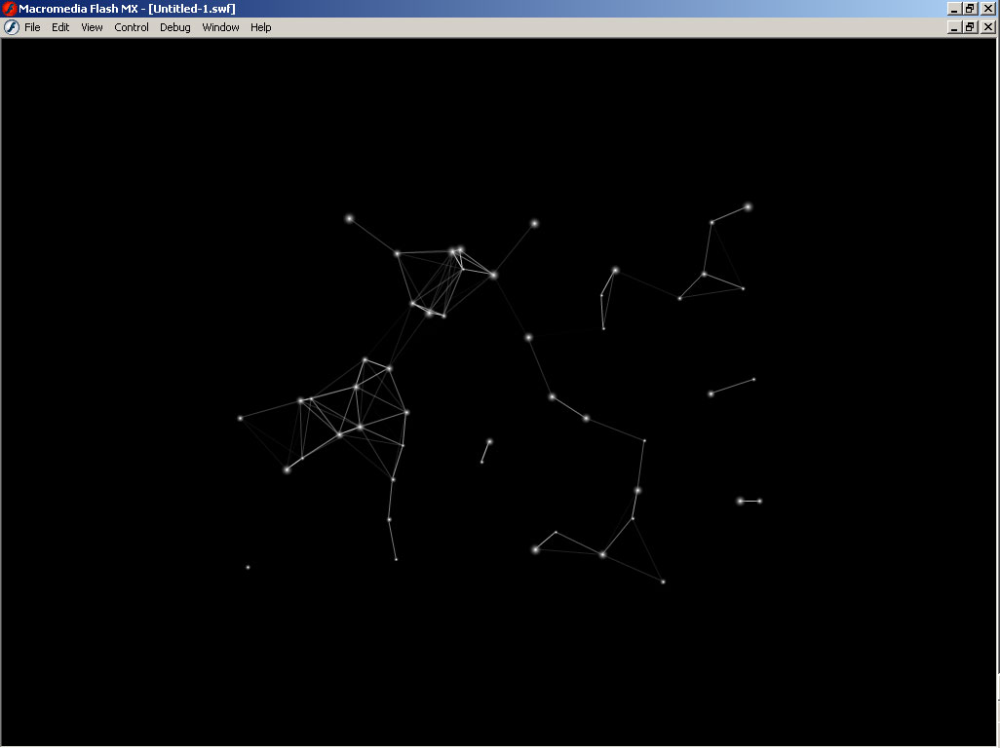 Macromedia Flash MX - [Untitled-1.swf]
File Edit View Control Debug Window Help